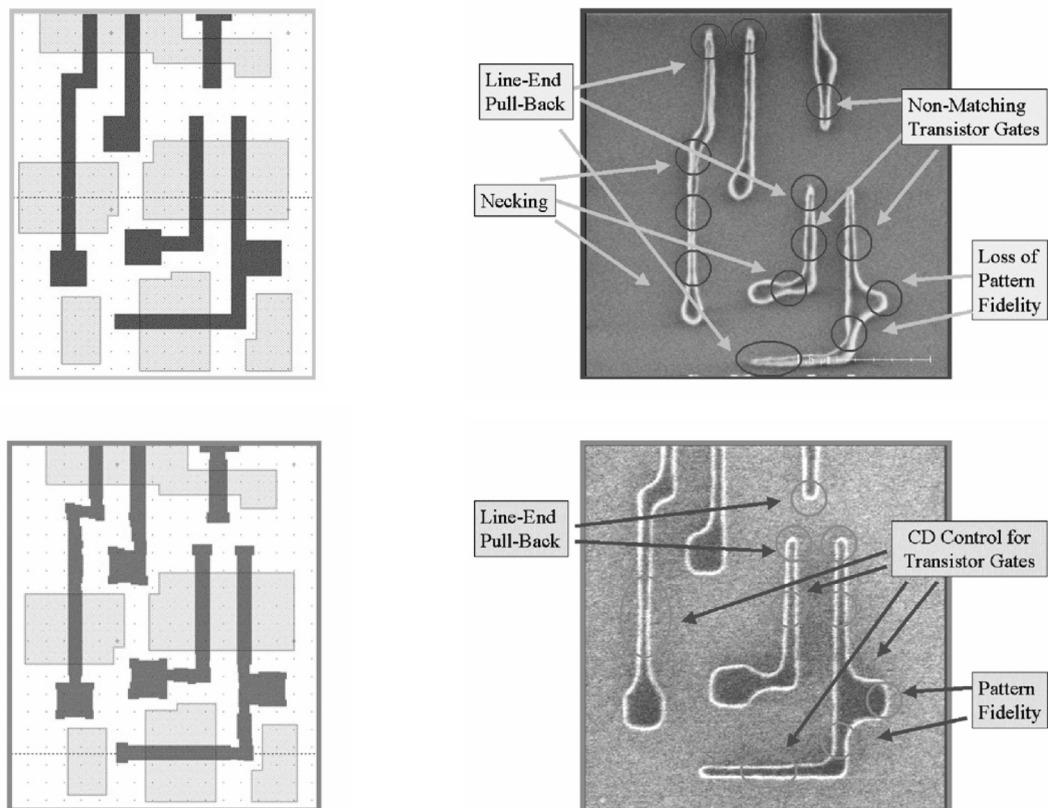 Line-End
Pull-Back
Non-Matching
Transistor Gates
Necking
Loss of
Pattern
Fidelity
Line-End
Pull-Back
CD Control for
Transistor Gates
Pattern
Fidelity